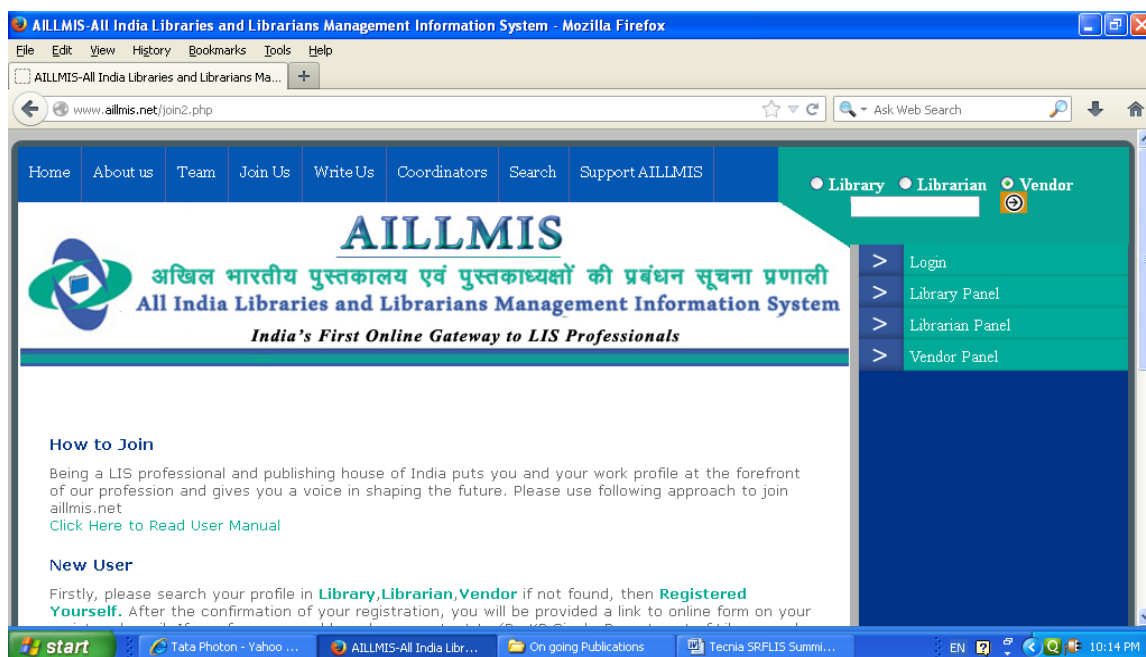 AILLMIS-All India Libraries and Librarians Management Information System - Mozilla Firefox
File Edit View History Bookmarks Tools Help
AILLMIS-All India Libraries and Librarians Ma... +
www.aillmis.net/join2.php
Ask Web Search
Home About us Team Join Us Write Us Coordinators Search Support AILLMIS
Library Librarian Vendor
AILLMIS
अखिल भारतीय पुस्तकालय एवं पुस्तकाध्यक्षों की प्रबंधन सूचना प्रणाली
All India Libraries and Librarians Management Information System
India's First Online Gateway to LIS Professionals
> Login
> Library Panel
> Librarian Panel
> Vendor Panel
How to Join
Being a LIS professional and publishing house of India puts you and your work profile at the forefront
of our profession and gives you a voice in shaping the future. Please use following approach to join
aillmis.net
Click Here to Read User Manual
New User
Firstly, please search your profile in Library,Librarian,Vendor if not found, then Registered
Yourself. After the confirmation of your registration, you will be provided a link to online form on your
start Tata Photon - Yahoo ... AILLMIS-All India Libr... On going Publications Tecnia SRFLIS Summi... EN 10:14 PM